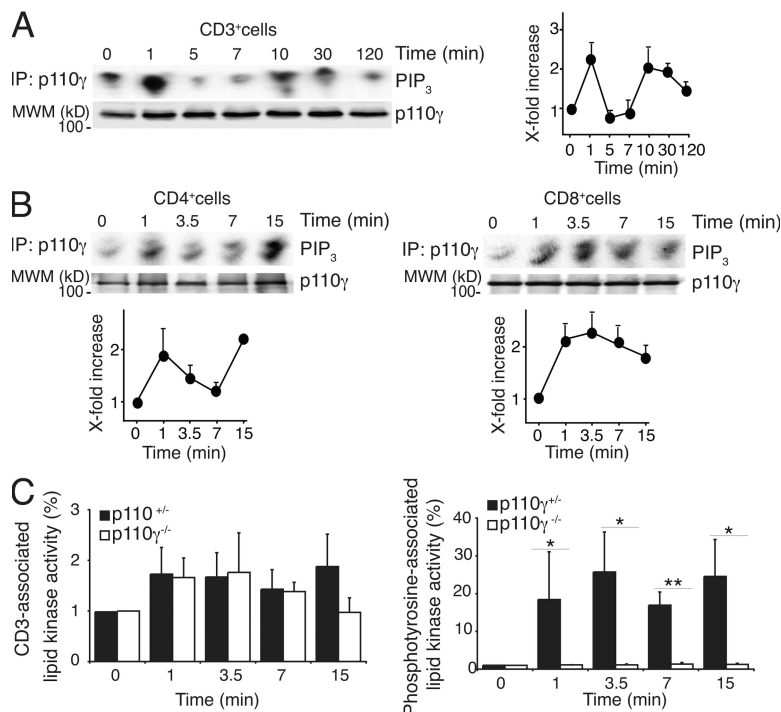 A
CD3⁺cells
0 1 5 7 10 30 120 Time (min)
IP: p110γ PIP₃
MWM (kD) p110γ
100 -
X-fold increase
3
2
1
0 1 5 7 10 30 120
Time (min)
B
CD4⁺cells
0 1 3.5 7 15 Time (min)
IP: p110γ PIP₃
MWM (kD) p110γ
100 -
X-fold increase
2
1
0 1 3.5 7 15
Time (min)
CD8⁺cells
0 1 3.5 7 15 Time (min)
IP: p110γ PIP₃
MWM (kD) p110γ
100 -
X-fold increase
2
1
0 1 3.5 7 15
Time (min)
C
CD3-associated
lipid kinase activity (%)
p110 +/-
p110γ-/-
3
2
1
0
0 1 3.5 7 15
Time (min)
Phosphotyrosine-associated
lipid kinase activity (%)
p110γ+/-
p110γ -/-
40
30
20
10
0
*
*
**
*
0 1 3.5 7 15
Time (min)